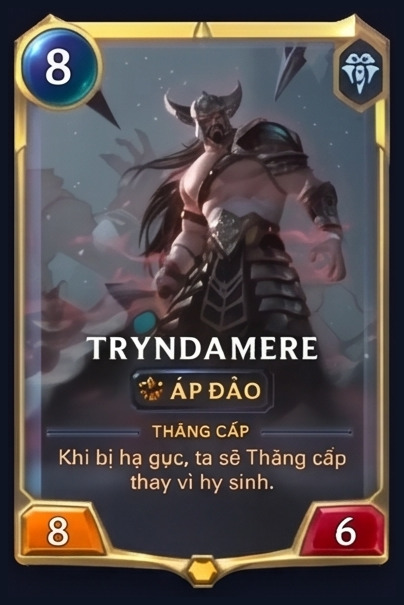 8
TRYNDAMERE
ÁP ĐẢO
THĂNG CẤP
Khi bị hạ gục, ta sẽ Thăng cấp
thay vì hy sinh.
8
6